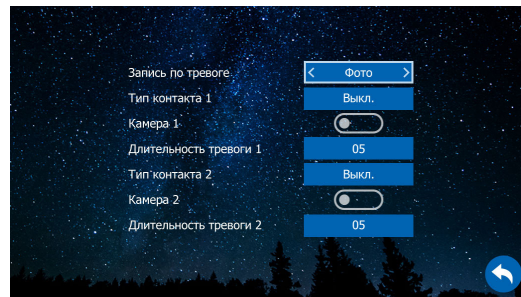 Запись по тревоге < Фото >
Тип контакта 1 Выкл.
Камера 1
Длительность тревоги 1 05
Тип контакта 2 Выкл.
Камера 2
Длительность тревоги 2 05